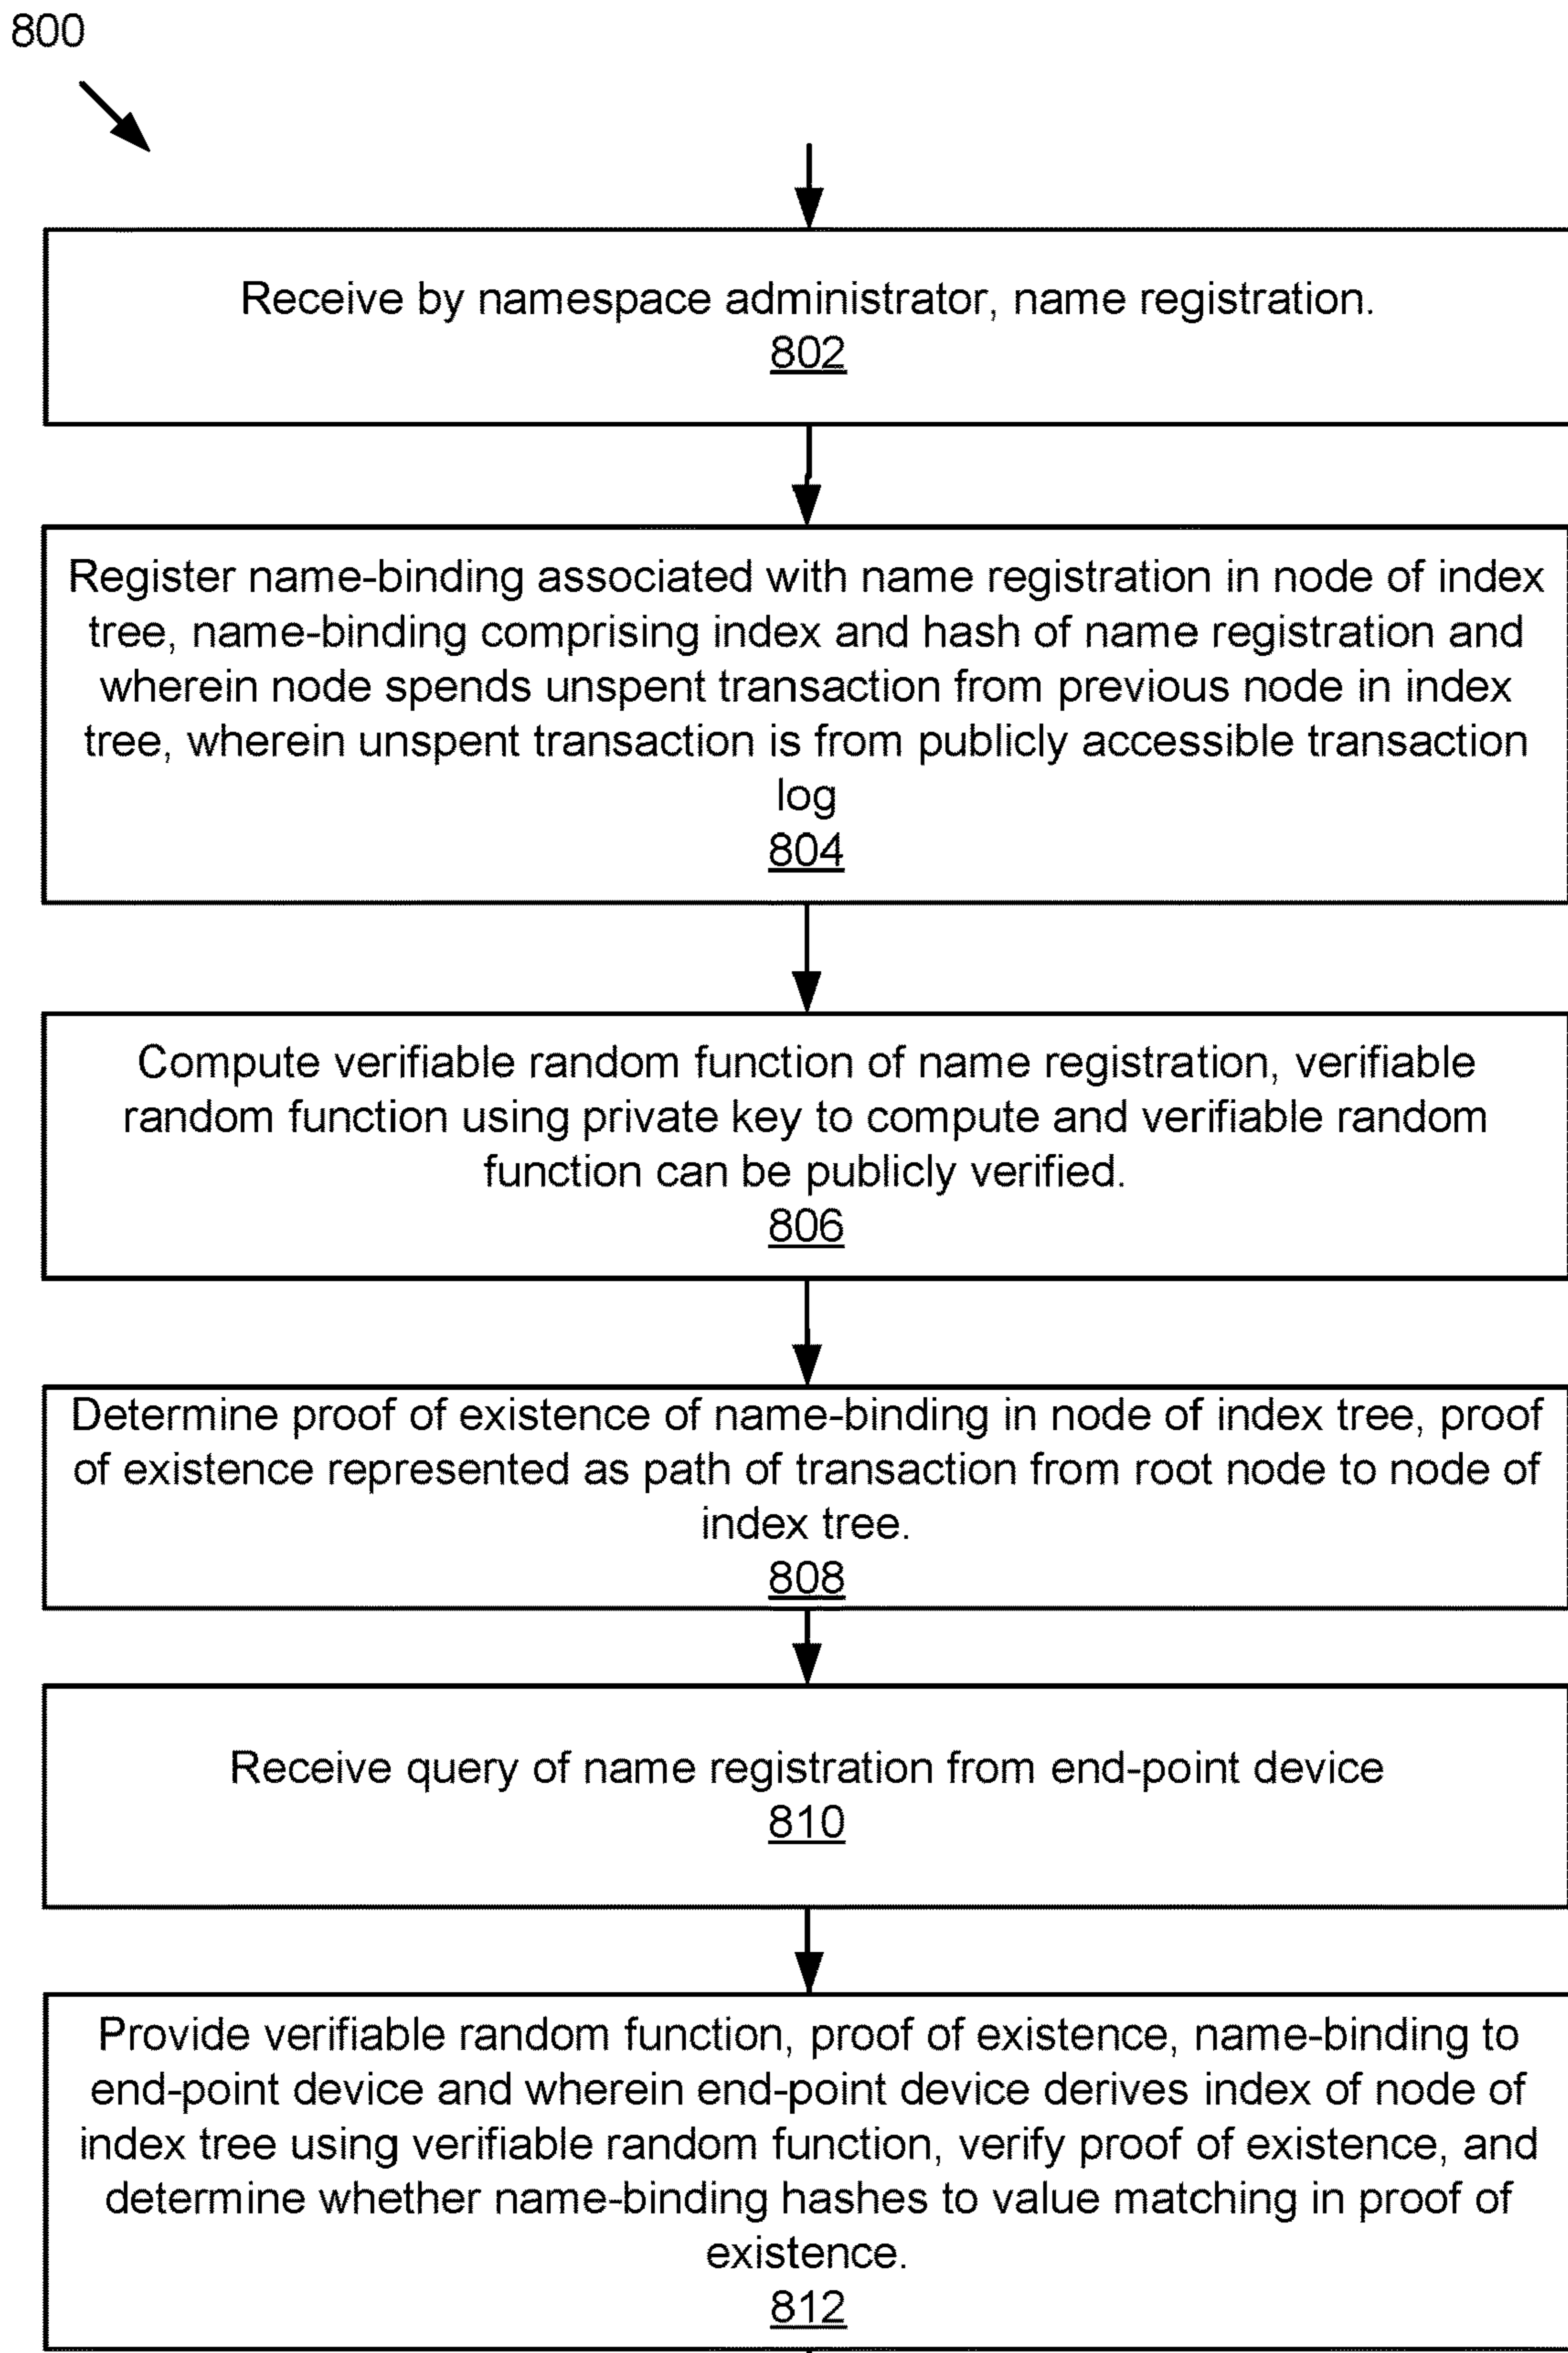 800
Receive by namespace administrator, name registration.
802
Register name-binding associated with name registration in node of index
tree, name-binding comprising index and hash of name registration and
wherein node spends unspent transaction from previous node in index
tree, wherein unspent transaction is from publicly accessible transaction
log
804
Compute verifiable random function of name registration, verifiable
random function using private key to compute and verifiable random
function can be publicly verified.
806
Determine proof of existence of name-binding in node of index tree, proof
of existence represented as path of transaction from root node to node of
index tree.
808
Receive query of name registration from end-point device
810
Provide verifiable random function, proof of existence, name-binding to
end-point device and wherein end-point device derives index of node of
index tree using verifiable random function, verify proof of existence, and
determine whether name-binding hashes to value matching in proof of
existence.
812